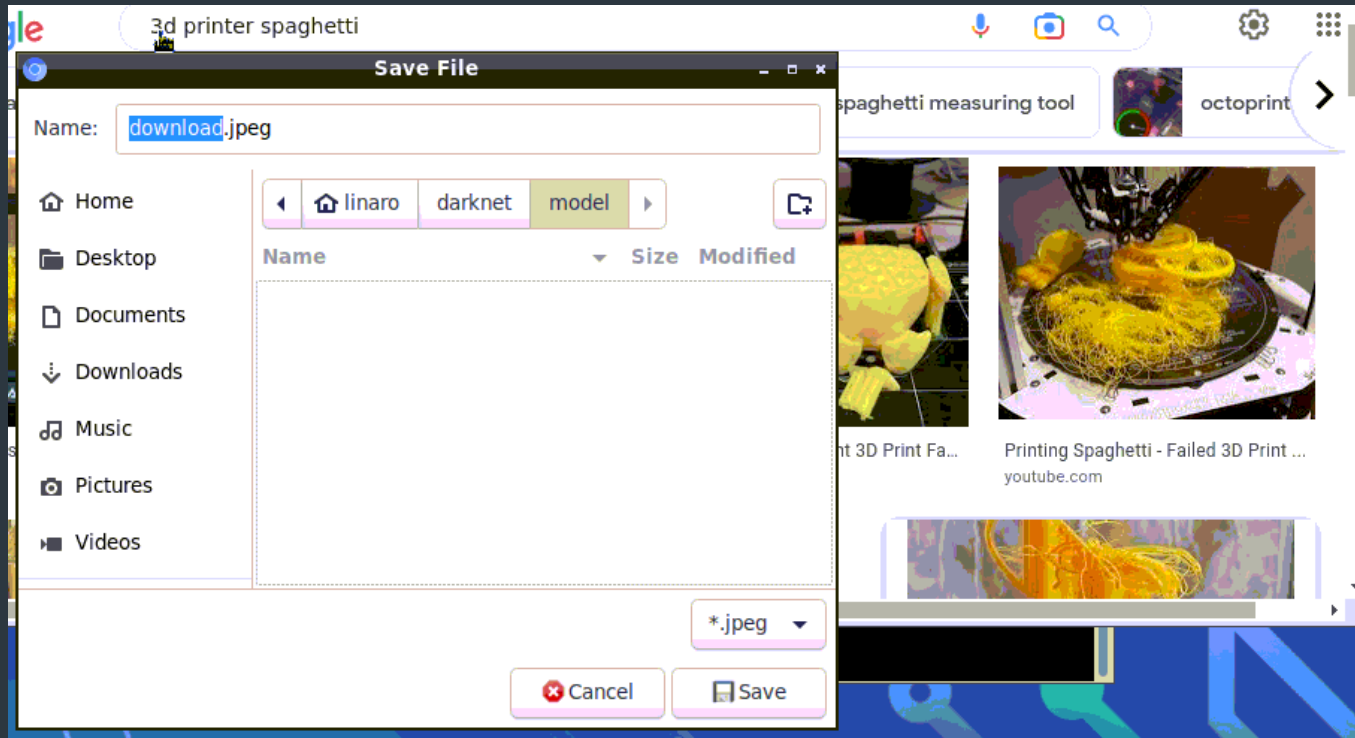 gle
3d printer spaghetti
Save File
spaghetti measuring tool
octoprint
Name:
download.jpeg
Home
linaro
darknet
model
Desktop
Name
Size
Modified
Documents
Downloads
Music
Pictures
Videos
nt 3D Print Fa...
Printing Spaghetti - Failed 3D Print ...
youtube.com
*.jpeg
Cancel
Save